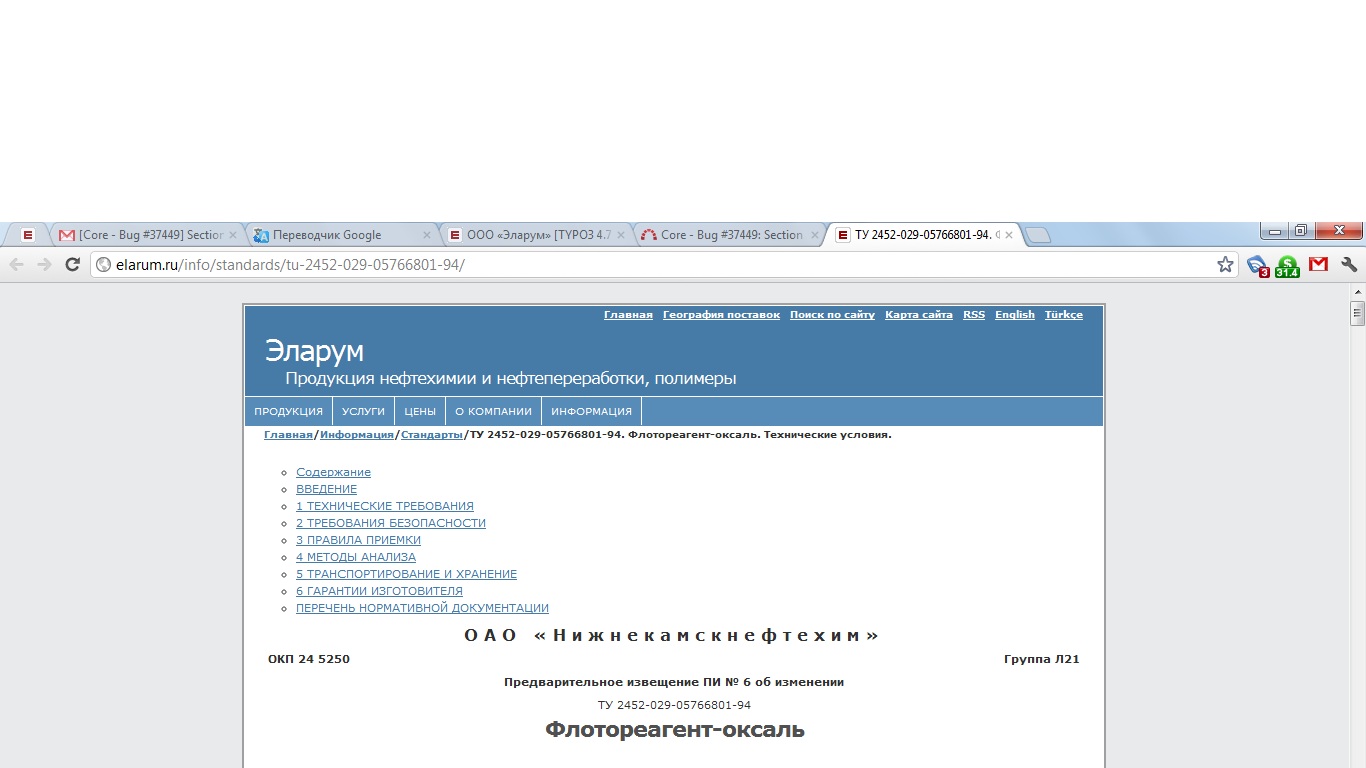 [Core - Bug #37449] Section
Переводчик Google
ООО «Эларум» [TYPO3 4.7
Core - Bug #37449: Section
ТУ 2452-029-05766801-94. Ф
elarum.ru/info/standards/tu-2452-029-05766801-94/
3
31.4
Главная География поставок Поиск по сайту Карта сайта RSS English Türkçe
Эларум
Продукция нефтехимии и нефтепереработки, полимеры
ПРОДУКЦИЯ УСЛУГИ ЦЕНЫ О КОМПАНИИ ИНФОРМАЦИЯ
Главная/Информация/Стандарты/ТУ 2452-029-05766801-94. Флотореагент-оксаль. Технические условия.
Содержание
ВВЕДЕНИЕ
1 ТЕХНИЧЕСКИЕ ТРЕБОВАНИЯ
2 ТРЕБОВАНИЯ БЕЗОПАСНОСТИ
3 ПРАВИЛА ПРИЕМКИ
4 МЕТОДЫ АНАЛИЗА
5 ТРАНСПОРТИРОВАНИЕ И ХРАНЕНИЕ
6 ГАРАНТИИ ИЗГОТОВИТЕЛЯ
ПЕРЕЧЕНЬ НОРМАТИВНОЙ ДОКУМЕНТАЦИИ
ОАО «Нижнекамскнефтехим»
ОКП 24 5250 Группа Л21
Предварительное извещение ПИ № 6 об изменении
ТУ 2452-029-05766801-94
Флотореагент-оксаль